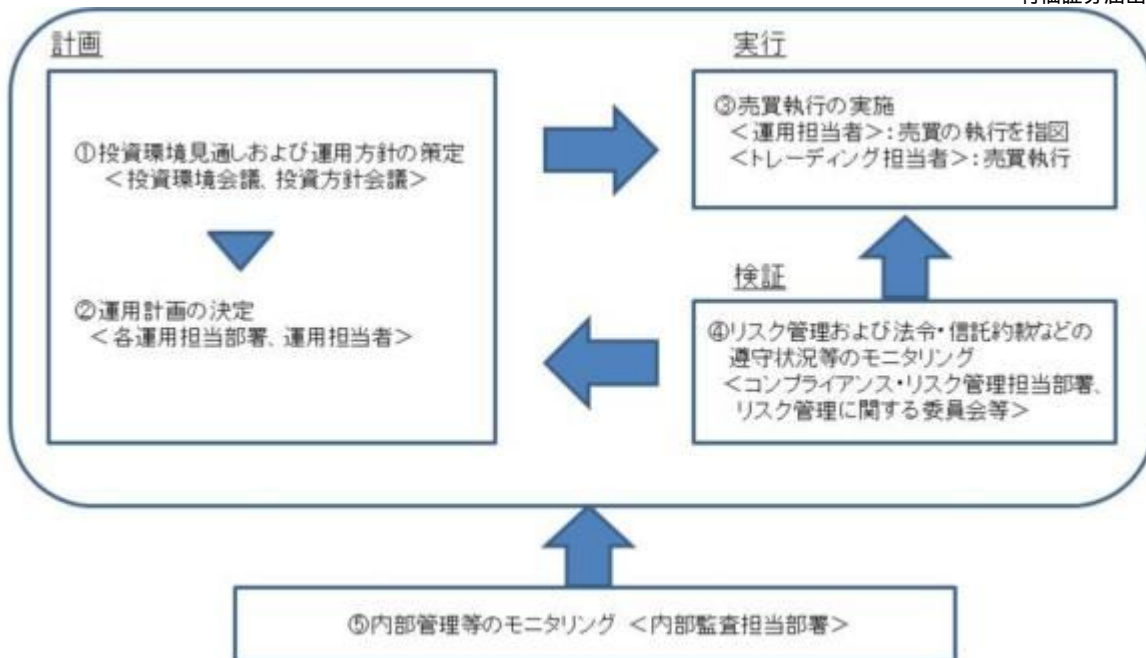 計画
①投資環境見通しおよび運用方針の策定
＜投資環境会議、投資方針会議＞
②運用計画の決定
＜各運用担当部署、運用担当者＞
実行
③売買執行の実施
＜運用担当者＞：売買の執行を指図
＜トレーディング担当者＞：売買執行
検証
④リスク管理および法令・信託約款などの
遵守状況等のモニタリング
＜コンプライアンス・リスク管理担当部署、
リスク管理に関する委員会等＞
⑤内部管理等のモニタリング ＜内部監査担当部署＞